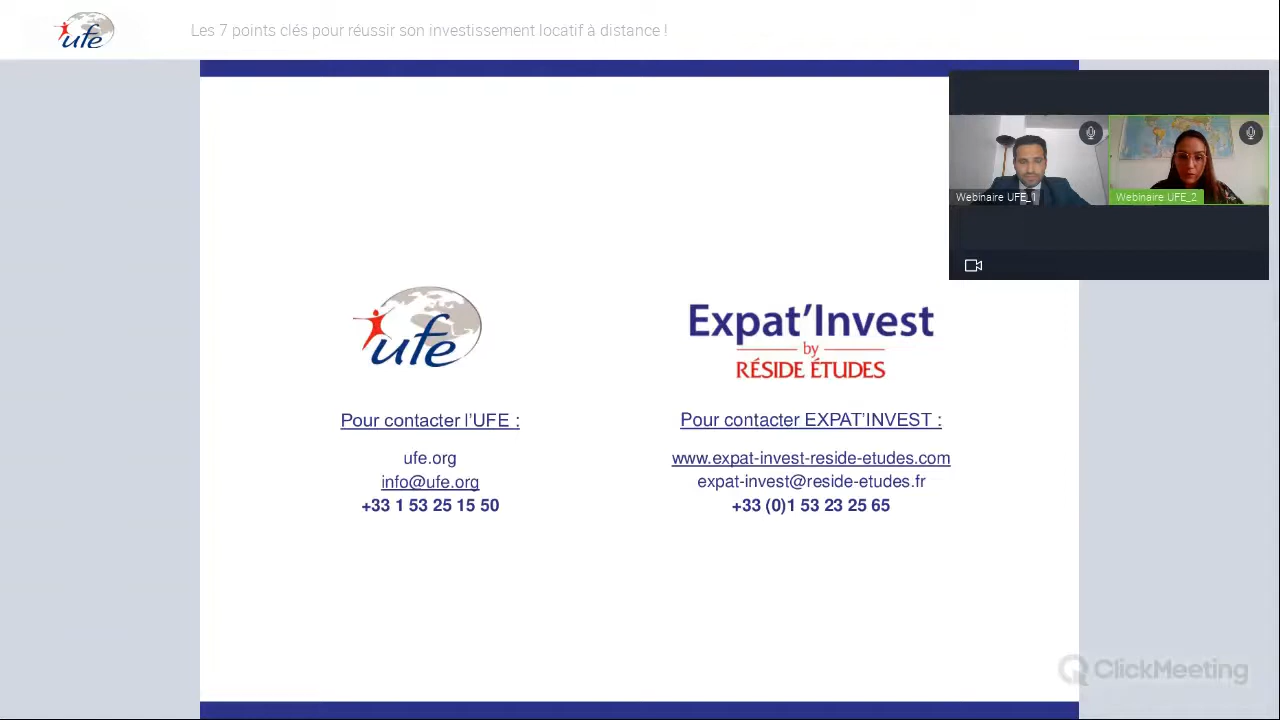 ufe
Les 7 points clés pour réussir son investissement locatif à distance !
Webinaire UFE_1
Webinaire UFE_2
ufe
Expat'Invest
by
RÉSIDE ÉTUDES
Pour contacter l'UFE :
ufe.org
info@ufe.org
+33 1 53 25 15 50
Pour contacter EXPAT'INVEST :
www.expat-invest-reside-etudes.com
expat-invest@reside-etudes.fr
+33 (0)1 53 23 25 65
ClickMeeting